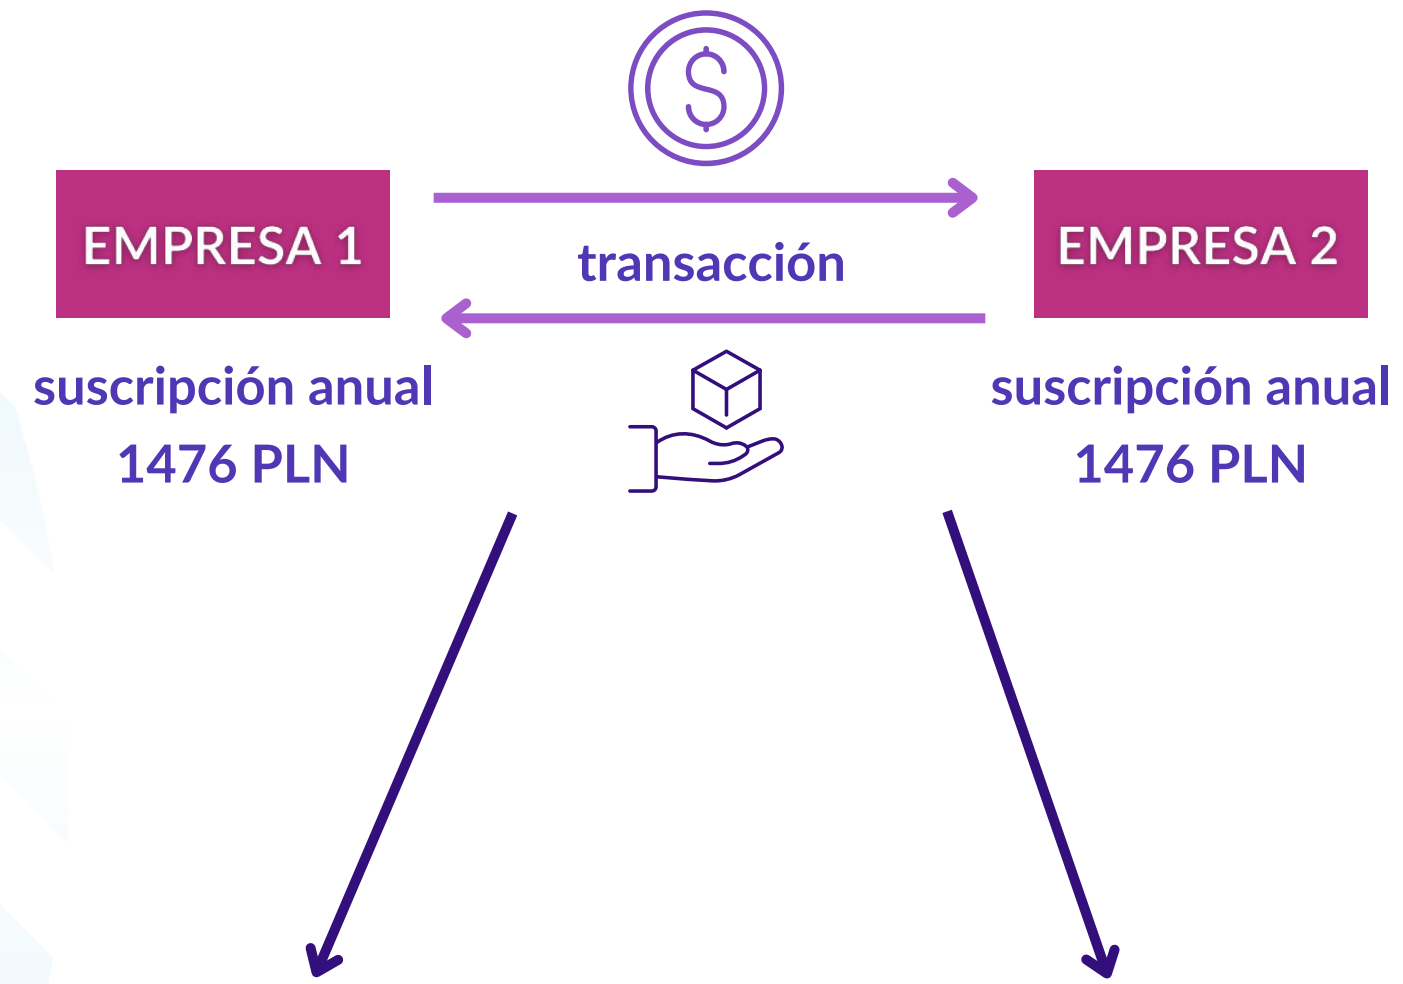 EMPRESA 1
transacción
EMPRESA 2
suscripción anual
1476 PLN
suscripción anual
1476 PLN